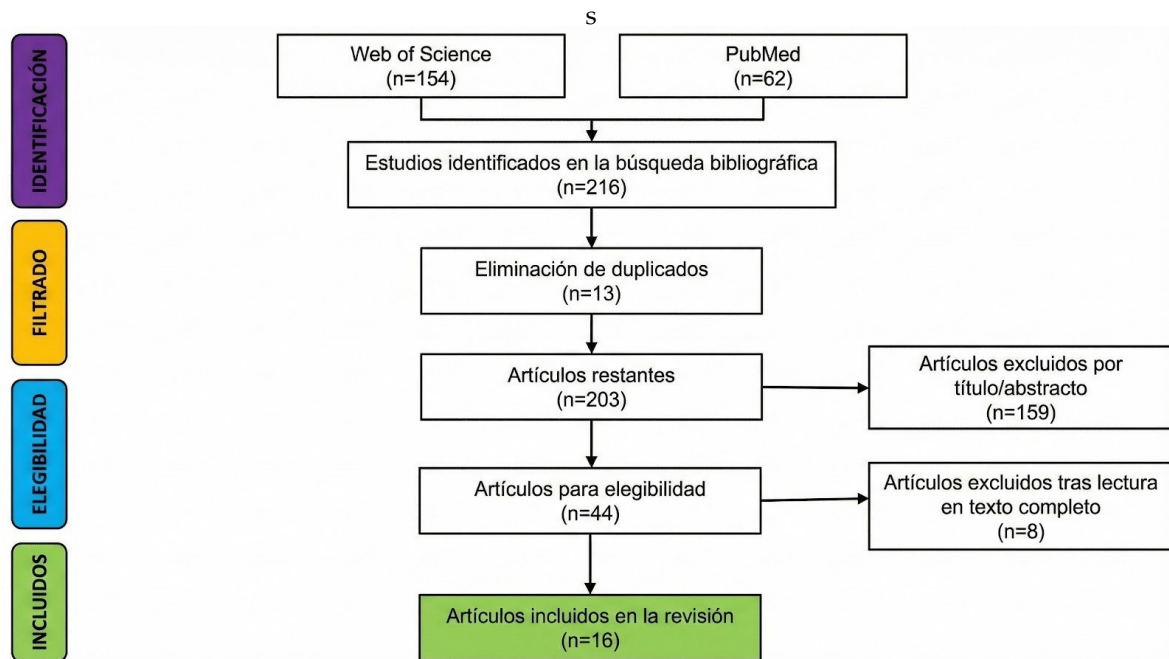 s
IDENTIFICACIÓN
Web of Science
(n=154)
PubMed
(n=62)
Estudios identificados en la búsqueda bibliográfica
(n=216)
FILTRADO
Eliminación de duplicados
(n=13)
Artículos restantes
(n=203)
Artículos excluidos por
título/abstracto
(n=159)
ELEGIBILIDAD
Artículos para elegibilidad
(n=44)
Artículos excluidos tras lectura
en texto completo
(n=8)
INCLUIDOS
Artículos incluidos en la revisión
(n=16)